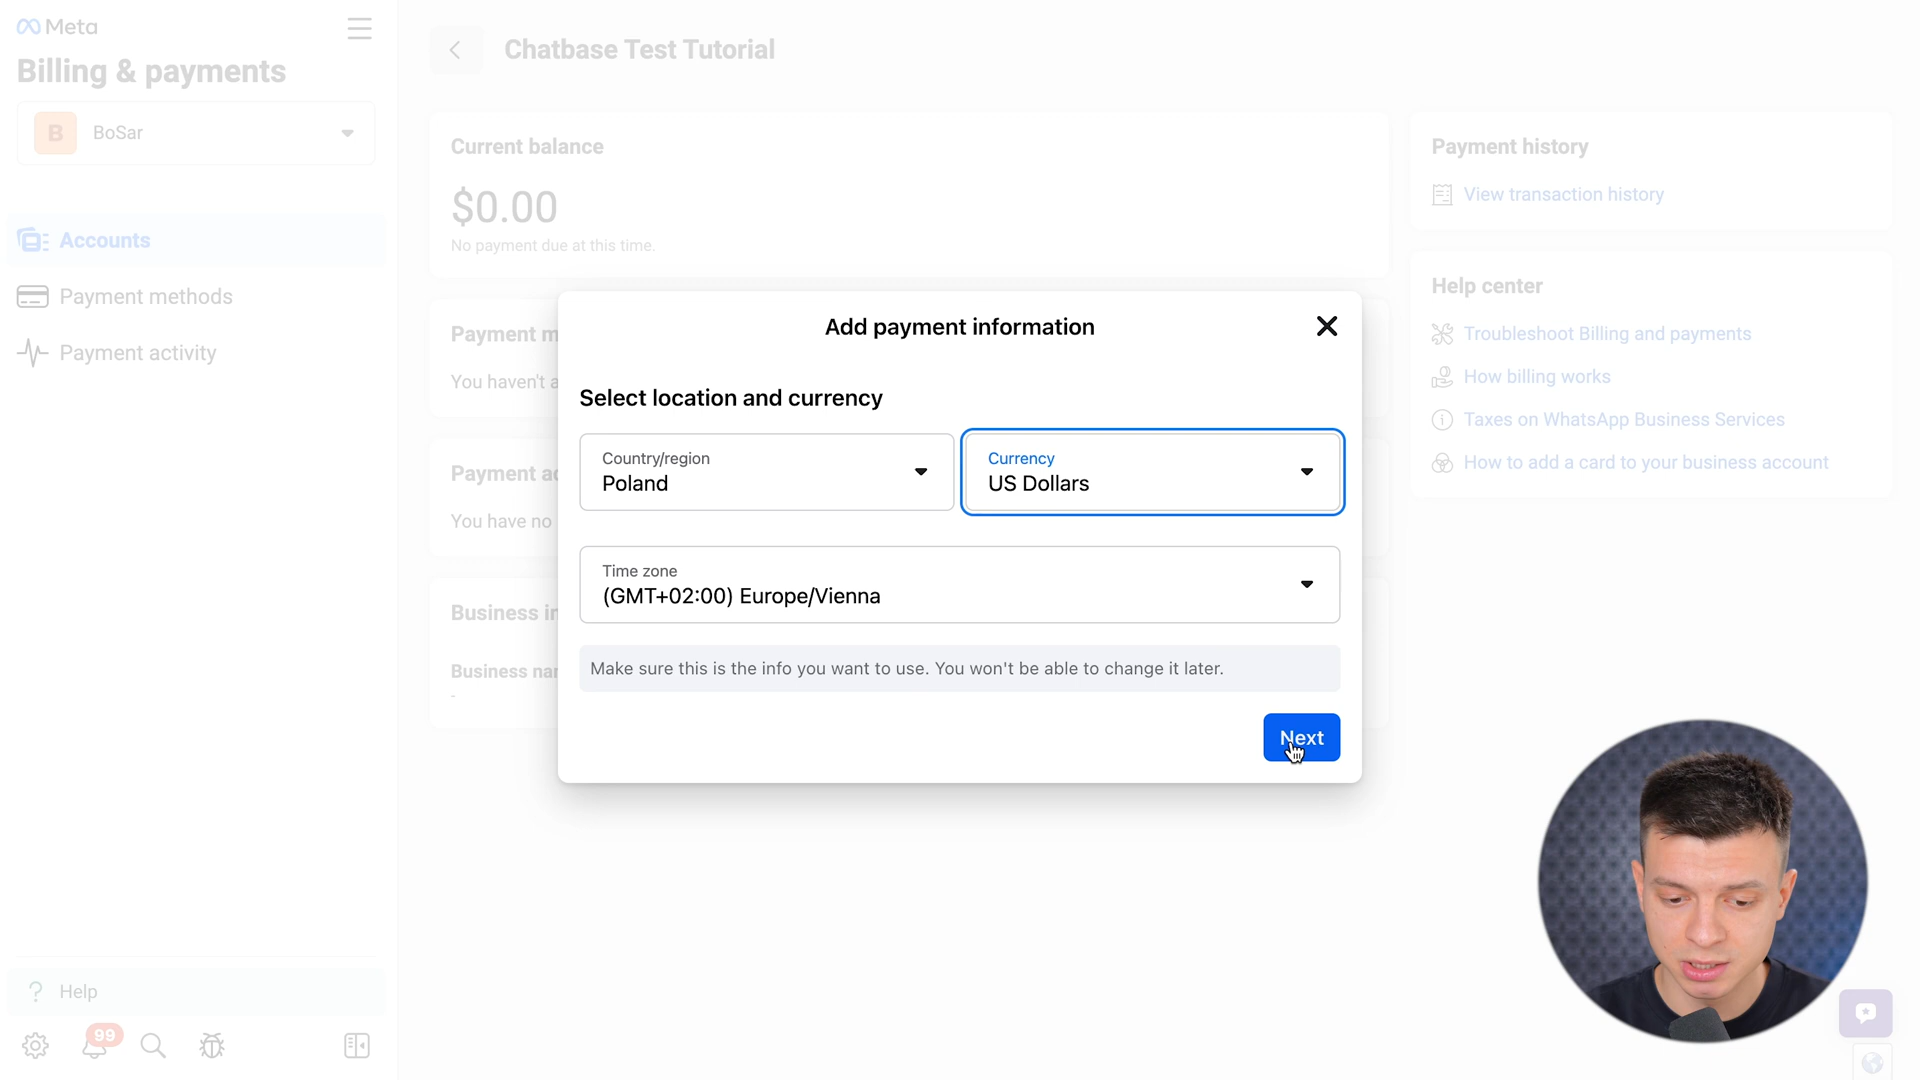 Meta
Billing & payments
B
BoSar
Accounts
Payment methods
Payment activity
Help
99
Chatbase Test Tutorial
Current balance
$0.00
No payment due at this time.
Payment m
You haven't a
Payment ac
You have no
Business in
Business nar
-
Add payment information
Select location and currency
Country/region
Poland
Currency
US Dollars
Time zone
(GMT+02:00) Europe/Vienna
Make sure this is the info you want to use. You won't be able to change it later.
Next
Payment history
View transaction history
Help center
Troubleshoot Billing and payments
How billing works
Taxes on WhatsApp Business Services
How to add a card to your business account